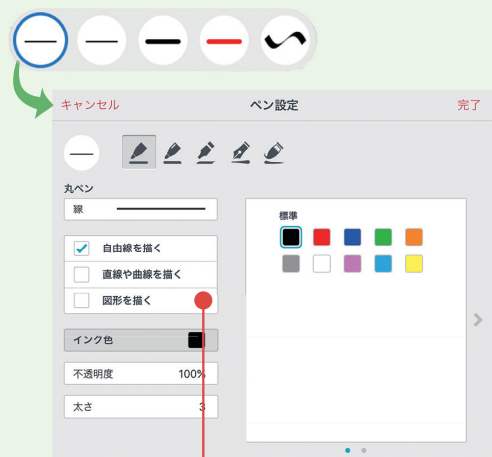 キャンセル ペン設定 完了
丸ペン
線
自由線を描く
直線や曲線を描く
図形を描く
インク色
不透明度 100%
太さ 3
標準